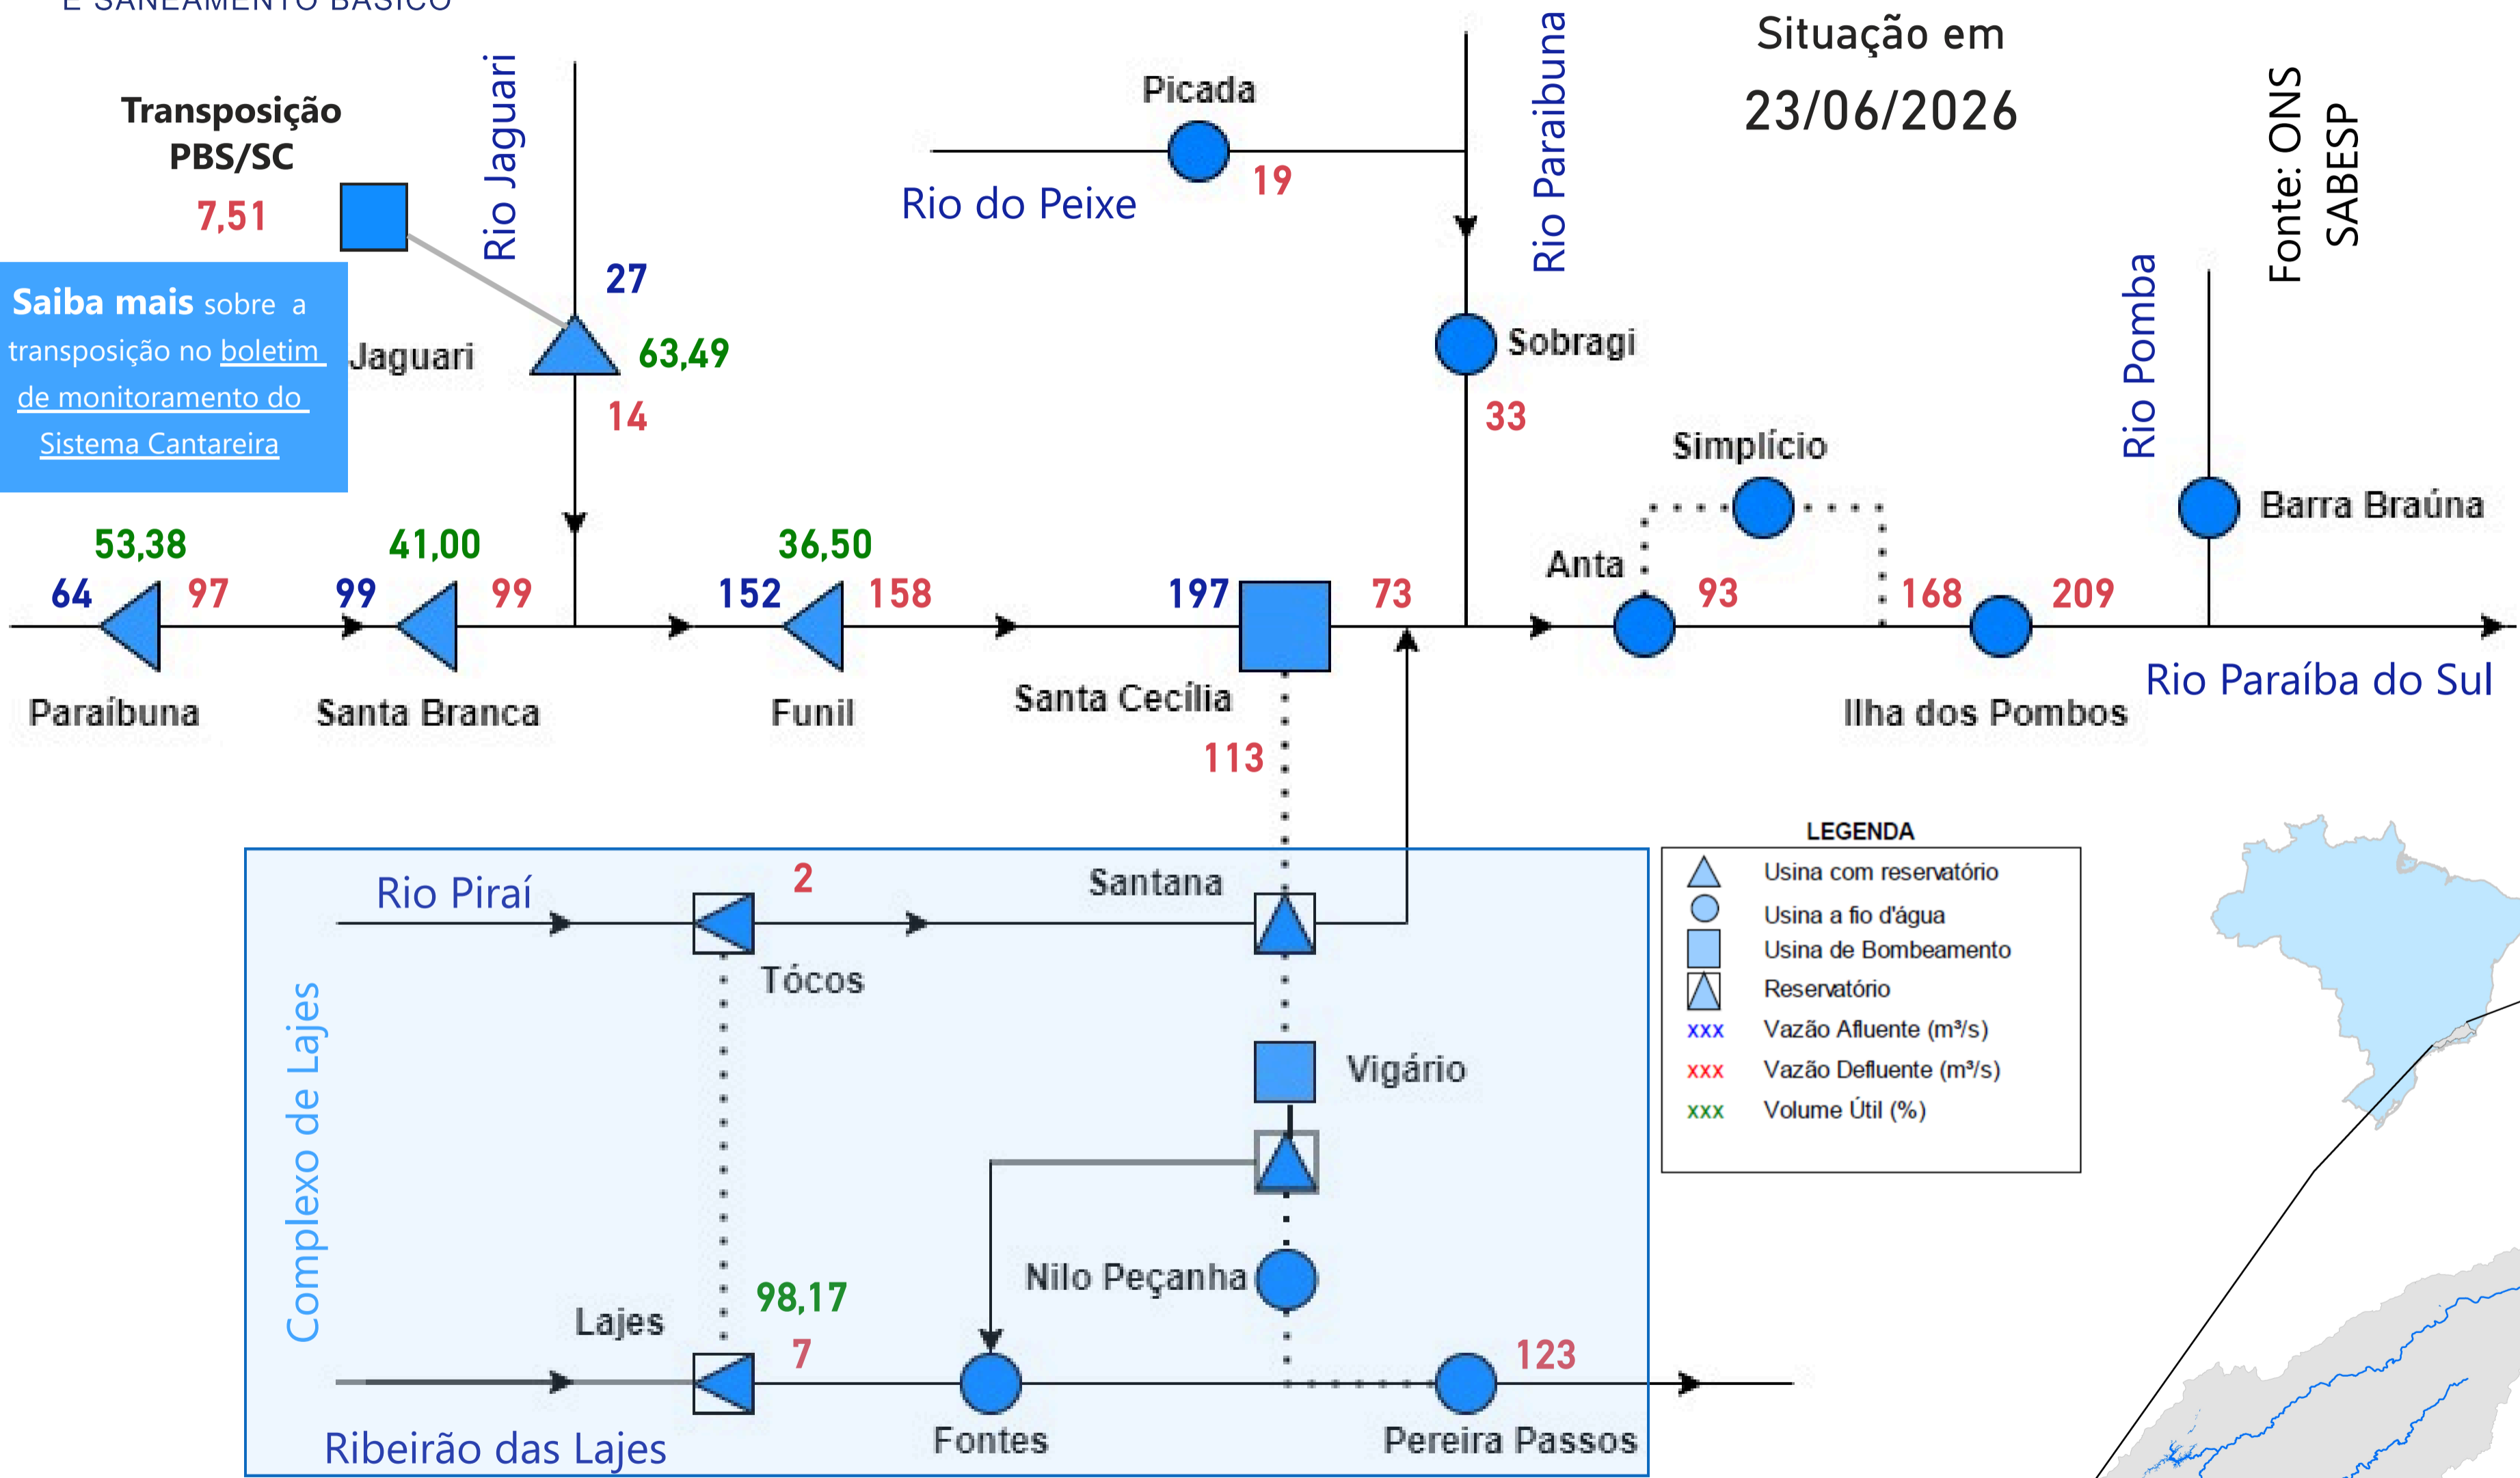 E SANEAMENTO BÁSICO
Situação em
23/06/2026
Fonte: ONS
SABESP
Transposição
PBS/SC
7,51
Rio Jaguari
Saiba mais sobre a
transposição no boletim
de monitoramento do
Sistema Cantareira
Jaguari
27
63,49
14
Picada
19
Rio do Peixe
Rio Paraibuna
Sobragi
33
Simplício
Rio Pomba
Barra Braúna
53,38
64
97
Paraíbuna
41,00
99
99
Santa Branca
36,50
152
158
Funil
197
73
Santa Cecília
113
Anta
93
168
209
Ilha dos Pombos
Rio Paraíba do Sul
Complexo de Lajes
Rio Piraí
2
Tócos
Santana
Vigário
Nilo Peçanha
98,17
Lajes
7
123
Fontes
Pereira Passos
Ribeirão das Lajes
LEGENDA
Usina com reservatório
Usina a fio d'água
Usina de Bombeamento
Reservatório
xxx Vazão Afluente (m³/s)
xxx Vazão Defluente (m³/s)
xxx Volume Útil (%)